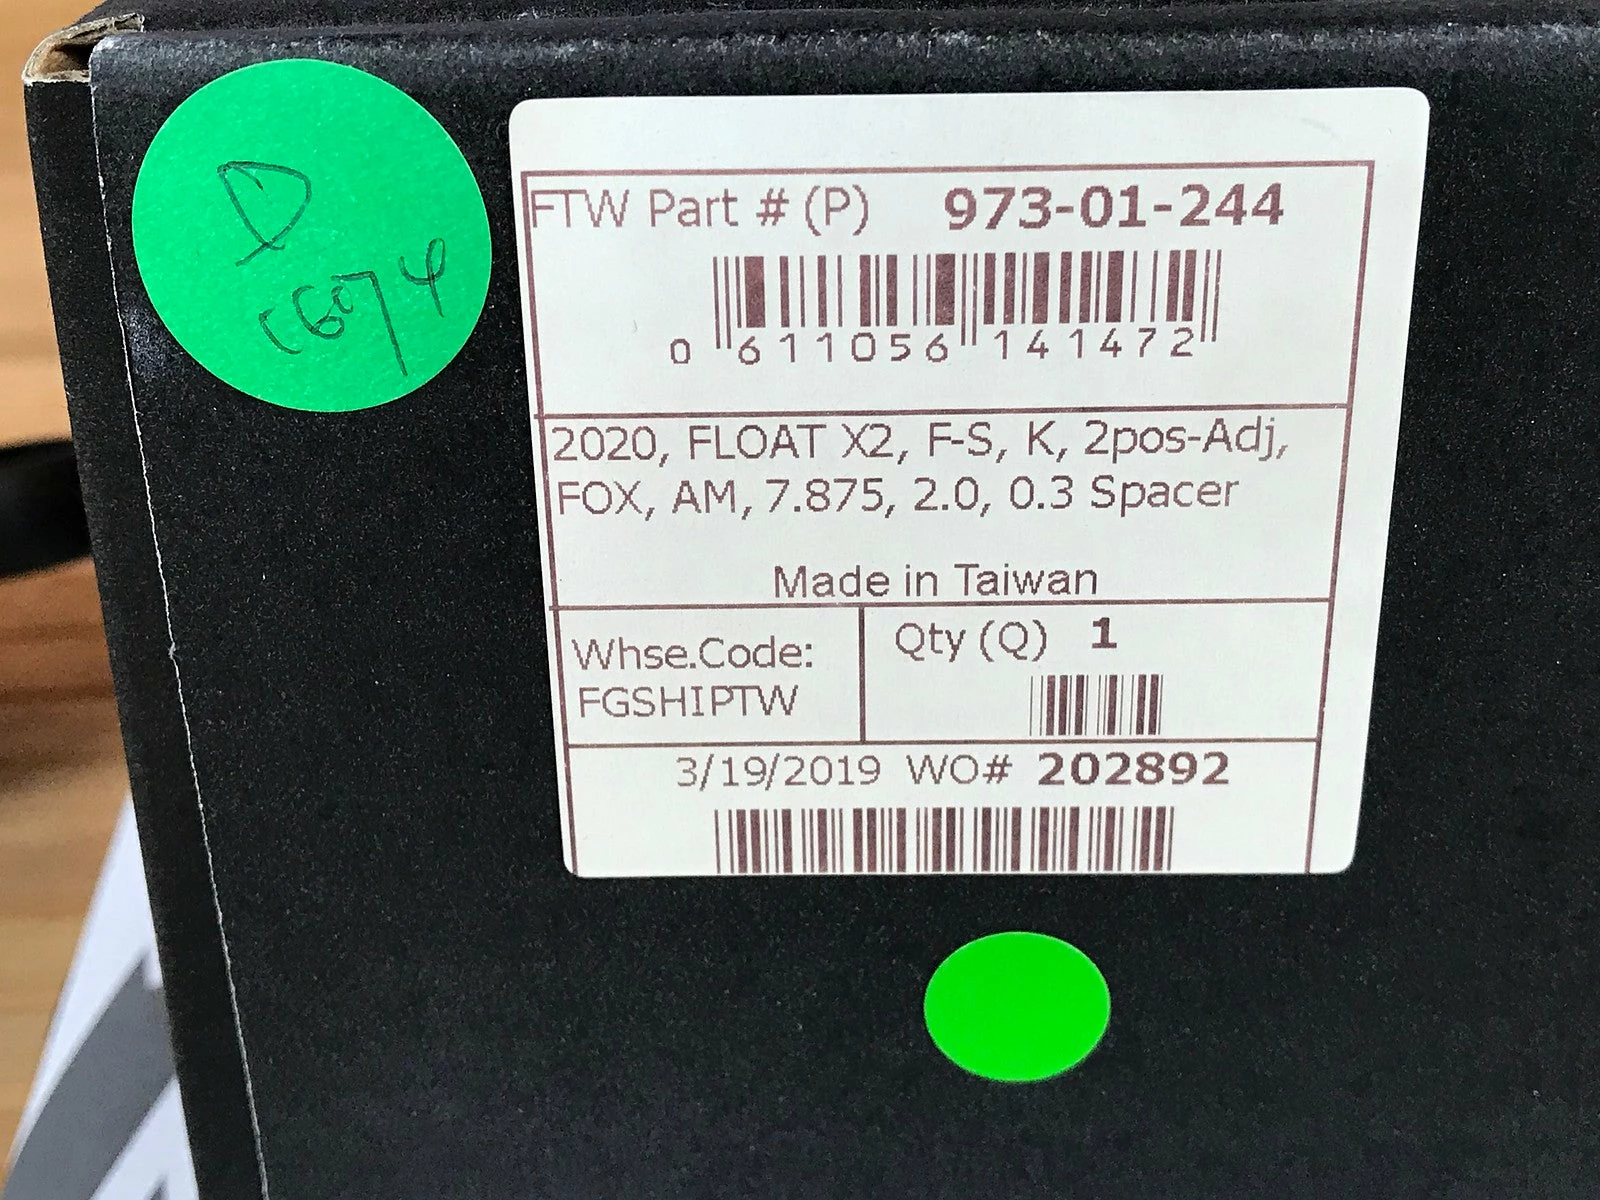 D
FTW Part # (P) 973-01-244
0 611056 141472
2020, FLOAT X2, F-S, K, 2pos-Adj,
FOX, AM, 7.875, 2.0, 0.3 Spacer
Made in Taiwan
Whse.Code:
FGSHIPTW
Qty (Q) 1
3/19/2019 WO# 202892